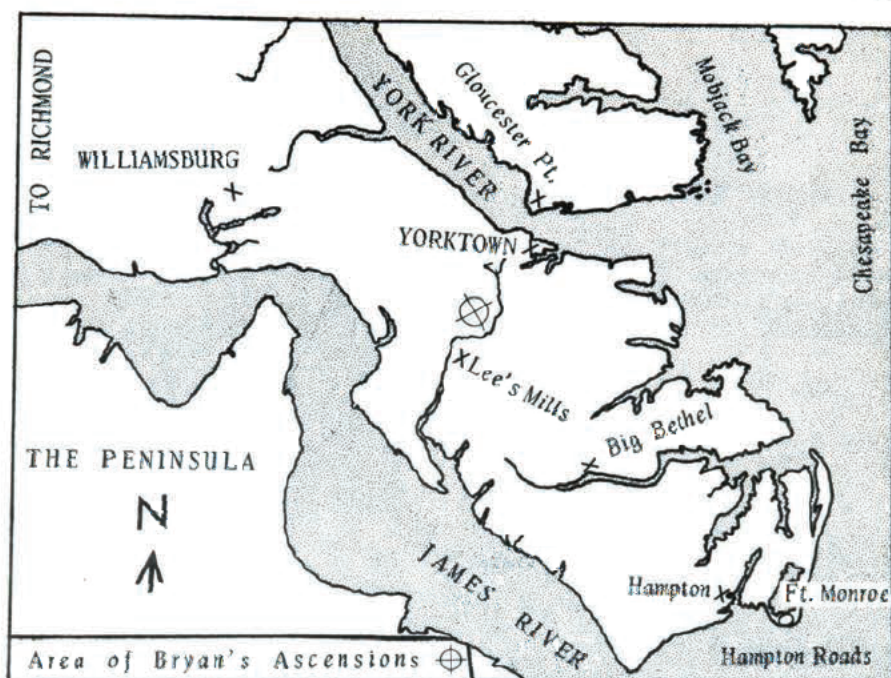 TO RICHMOND
WILLIAMSBURG
YORK RIVER
Gloucester Pt.
Mobjack Bay
Chesapeake Bay
YORKTOWN
Lee's Mills
Big Bethel
THE PENINSULA
N
JAMES RIVER
Hampton
Ft. Monroe
Area of Bryan's Ascensions
Hampton Roads